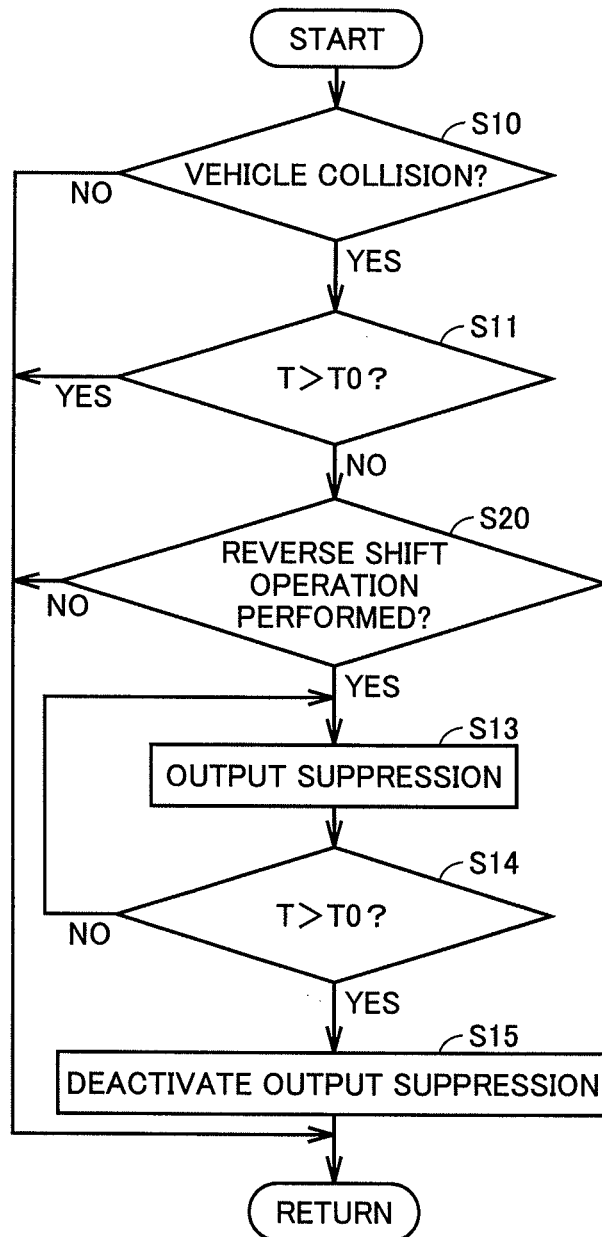 START
S10
VEHICLE COLLISION?
NO
YES
S11
T>T0?
YES
NO
S20
REVERSE SHIFT
OPERATION
PERFORMED?
NO
YES
S13
OUTPUT SUPPRESSION
S14
T>T0?
NO
YES
S15
DEACTIVATE OUTPUT SUPPRESSION
RETURN